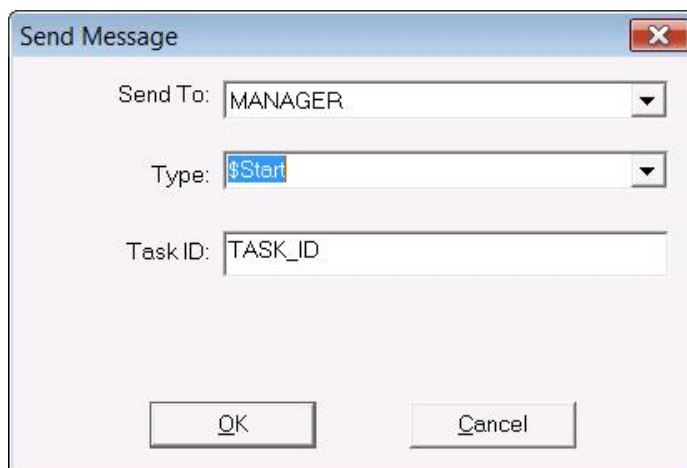 Send Message
Send To: MANAGER
Type: $Start
Task ID: TASK_ID
OK Cancel